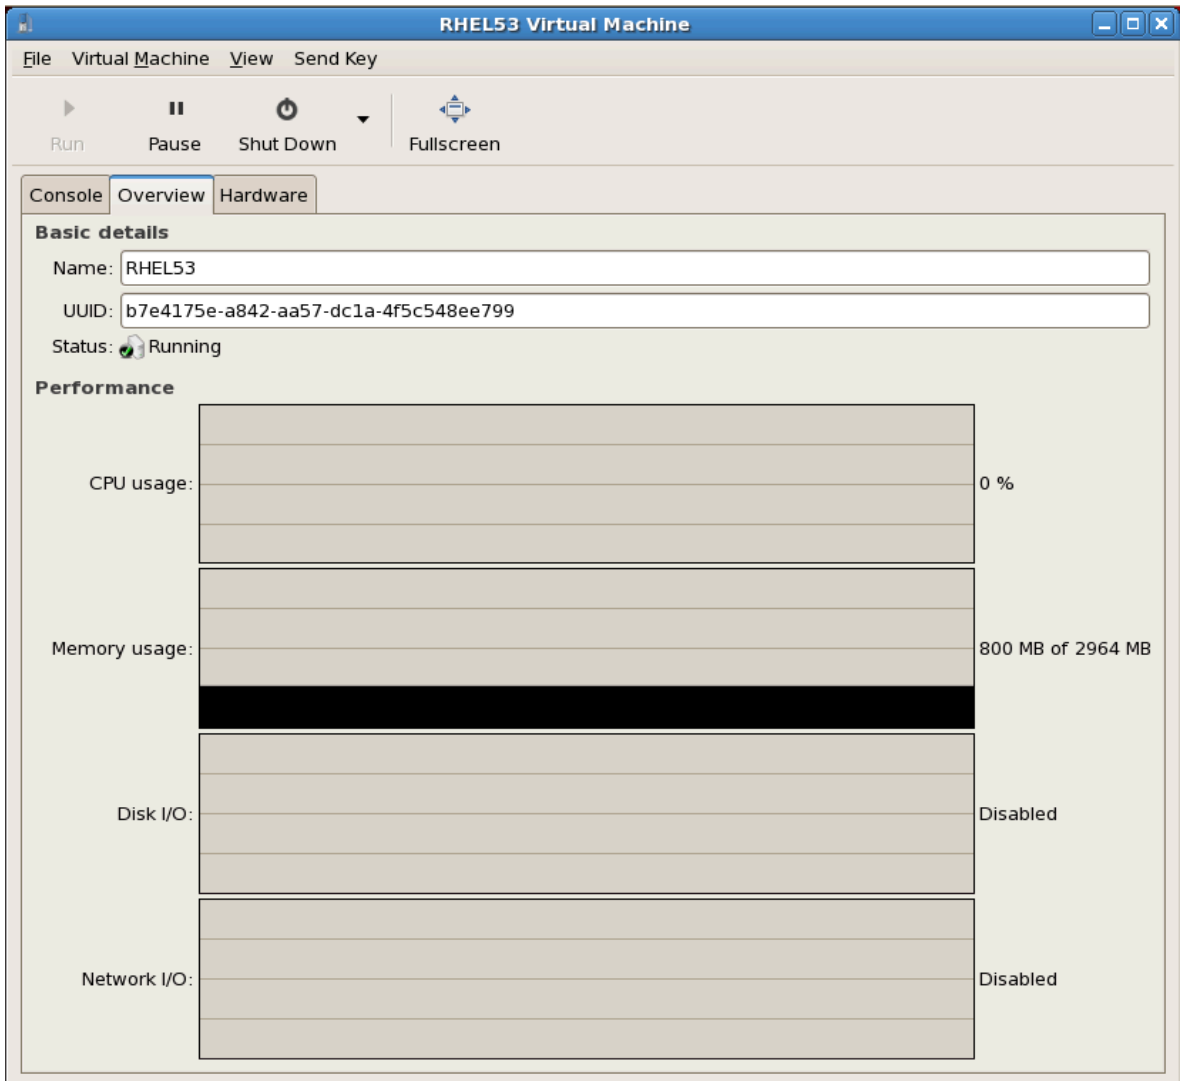 RHEL53 Virtual Machine
File Virtual Machine View Send Key
Run Pause Shut Down Fullscreen
Console Overview Hardware
Basic details
Name: RHEL53
UUID: b7e4175e-a842-aa57-dc1a-4f5c548ee799
Status: Running
Performance
CPU usage: 0 %
Memory usage: 800 MB of 2964 MB
Disk I/O: Disabled
Network I/O: Disabled